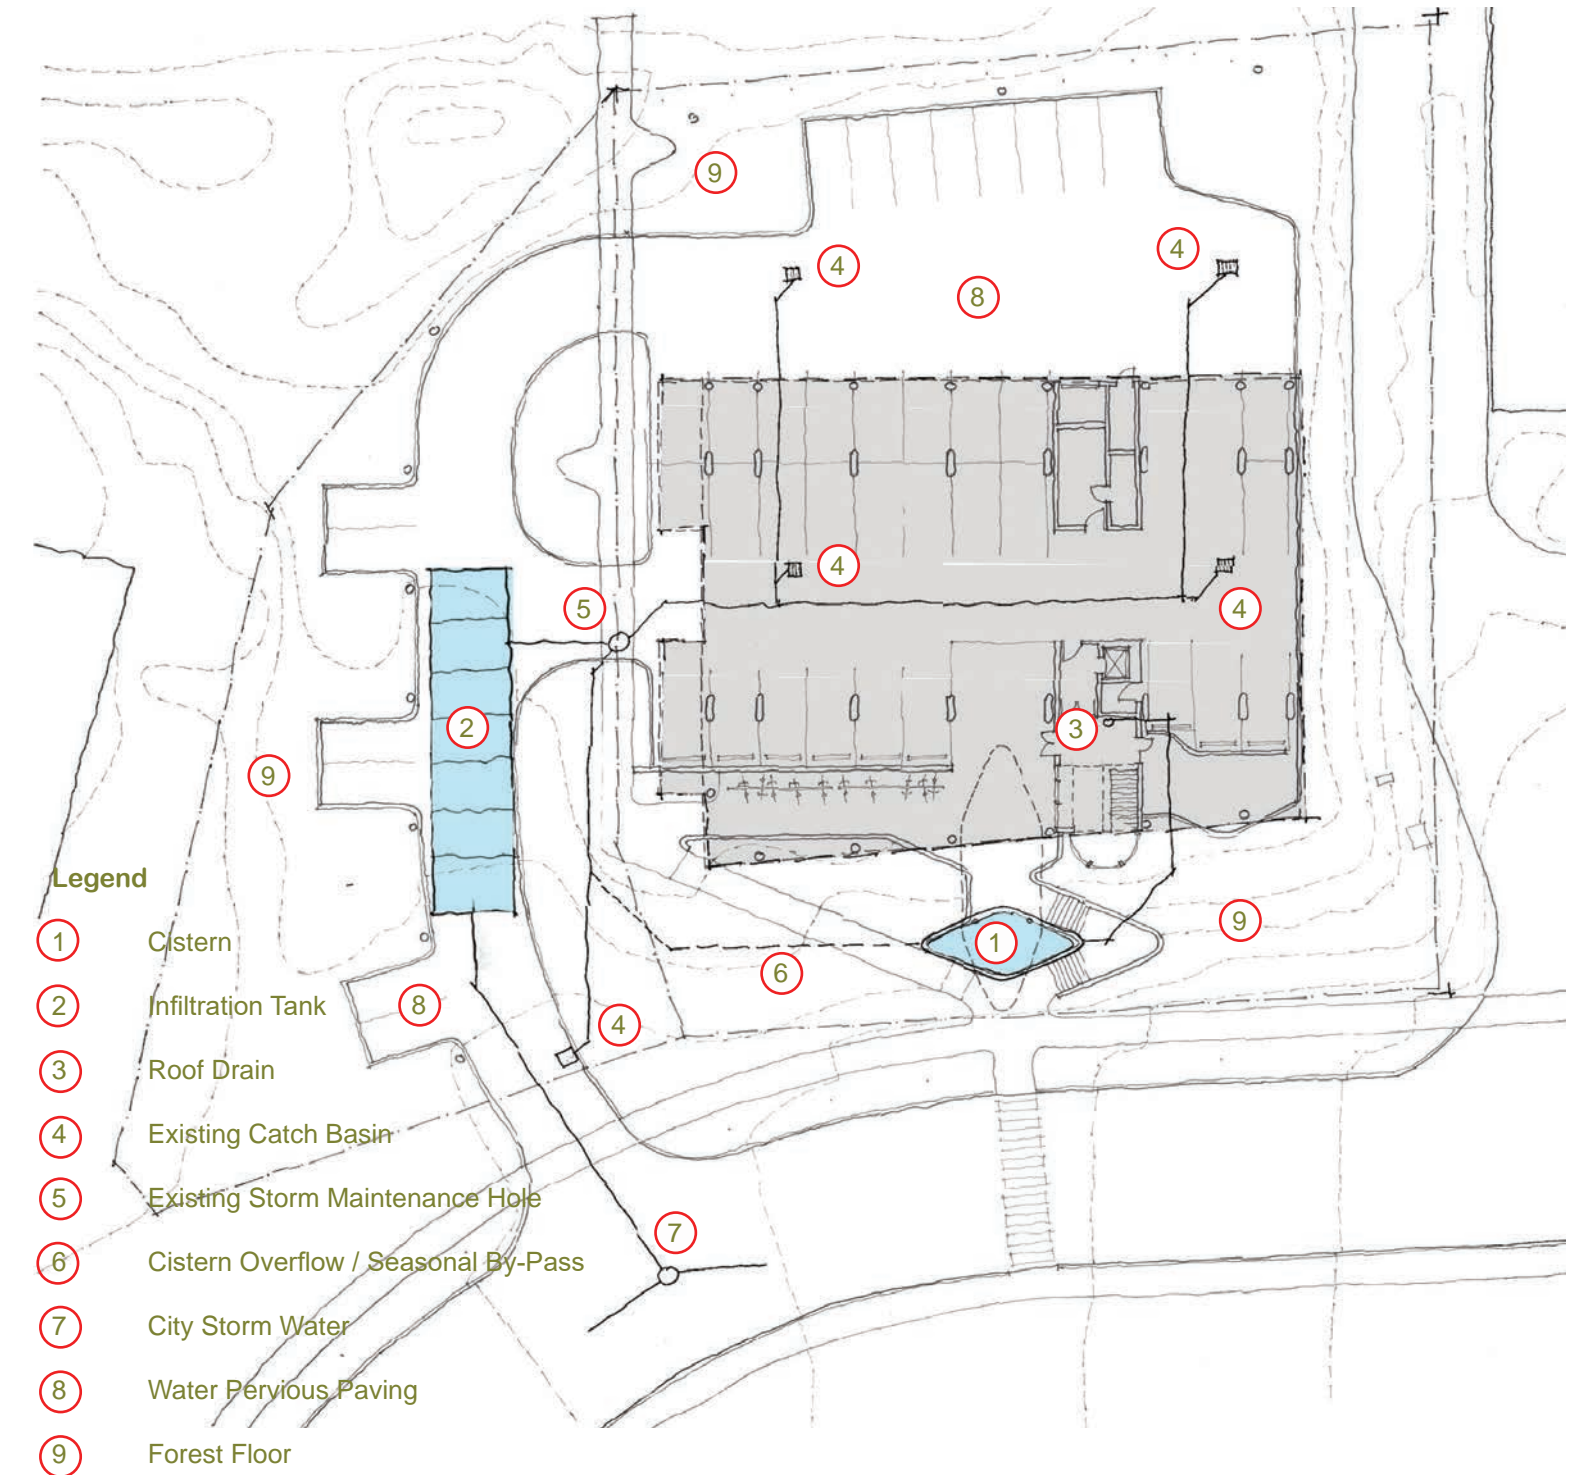 9
4
4
8
4
5
4
2
3
9
9
1
6
8
4
7
Legend
1 Cistern
2 Infiltration Tank
3 Roof Drain
4 Existing Catch Basin
5 Existing Storm Maintenance Hole
6 Cistern Overflow / Seasonal By-Pass
7 City Storm Water
8 Water Pervious Paving
9 Forest Floor